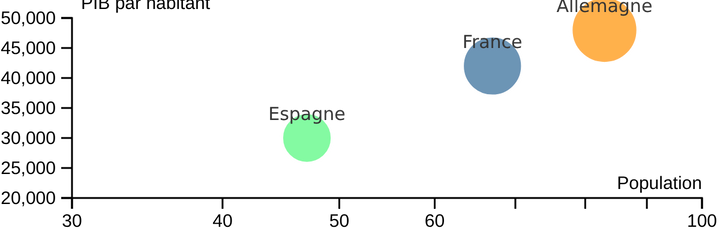 PIB par habitant
Allemagne
50,000
45,000
France
40,000
35,000
Espagne
30,000
25,000
Population
20,000
30 40 50 60 100